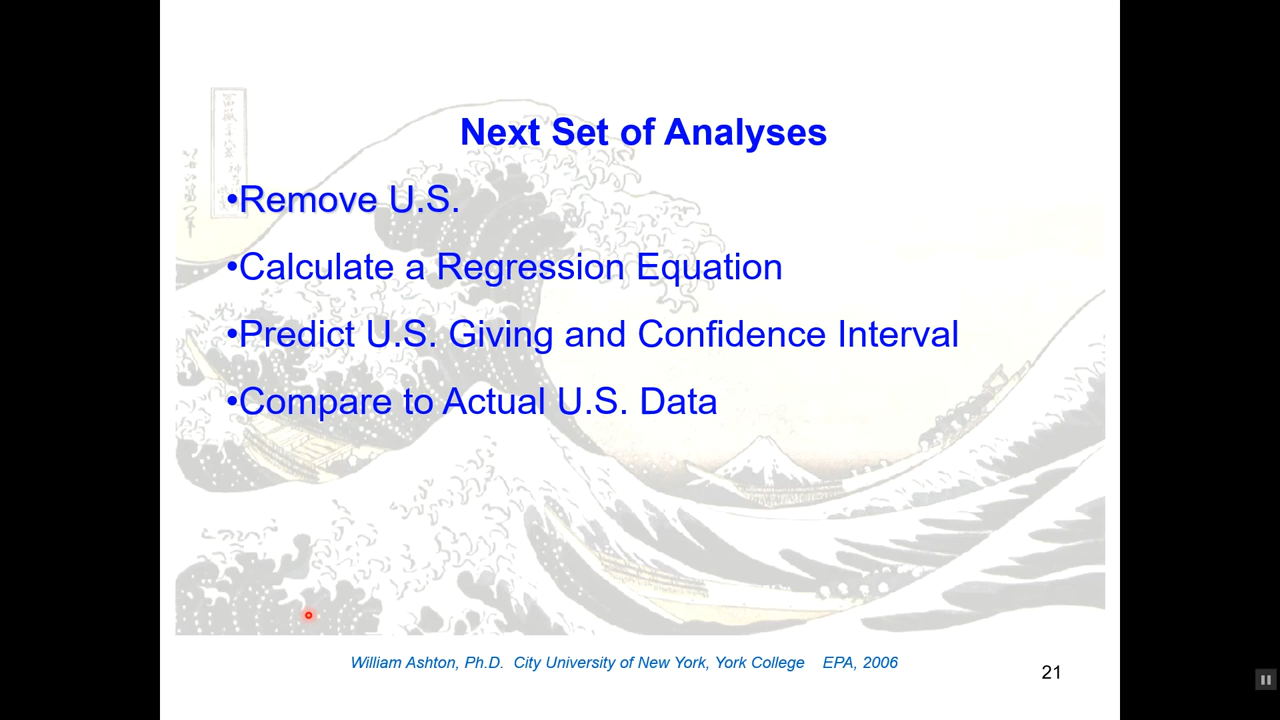 Next Set of Analyses
•Remove U.S.
•Calculate a Regression Equation
•Predict U.S. Giving and Confidence Interval
•Compare to Actual U.S. Data
William Ashton, Ph.D. City University of New York, York College EPA, 2006
21